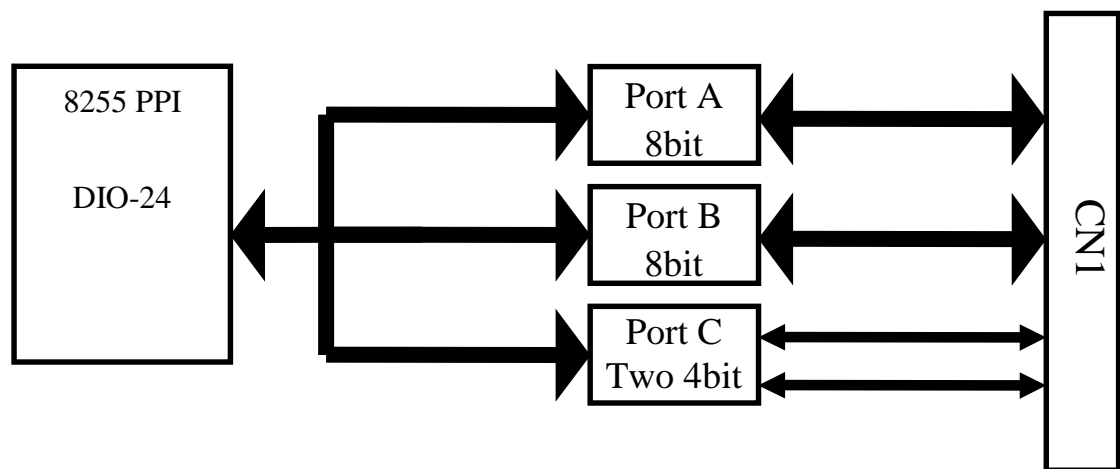 8255 PPI
DIO-24
Port A
8bit
Port B
8bit
Port C
Two 4bit
CN1